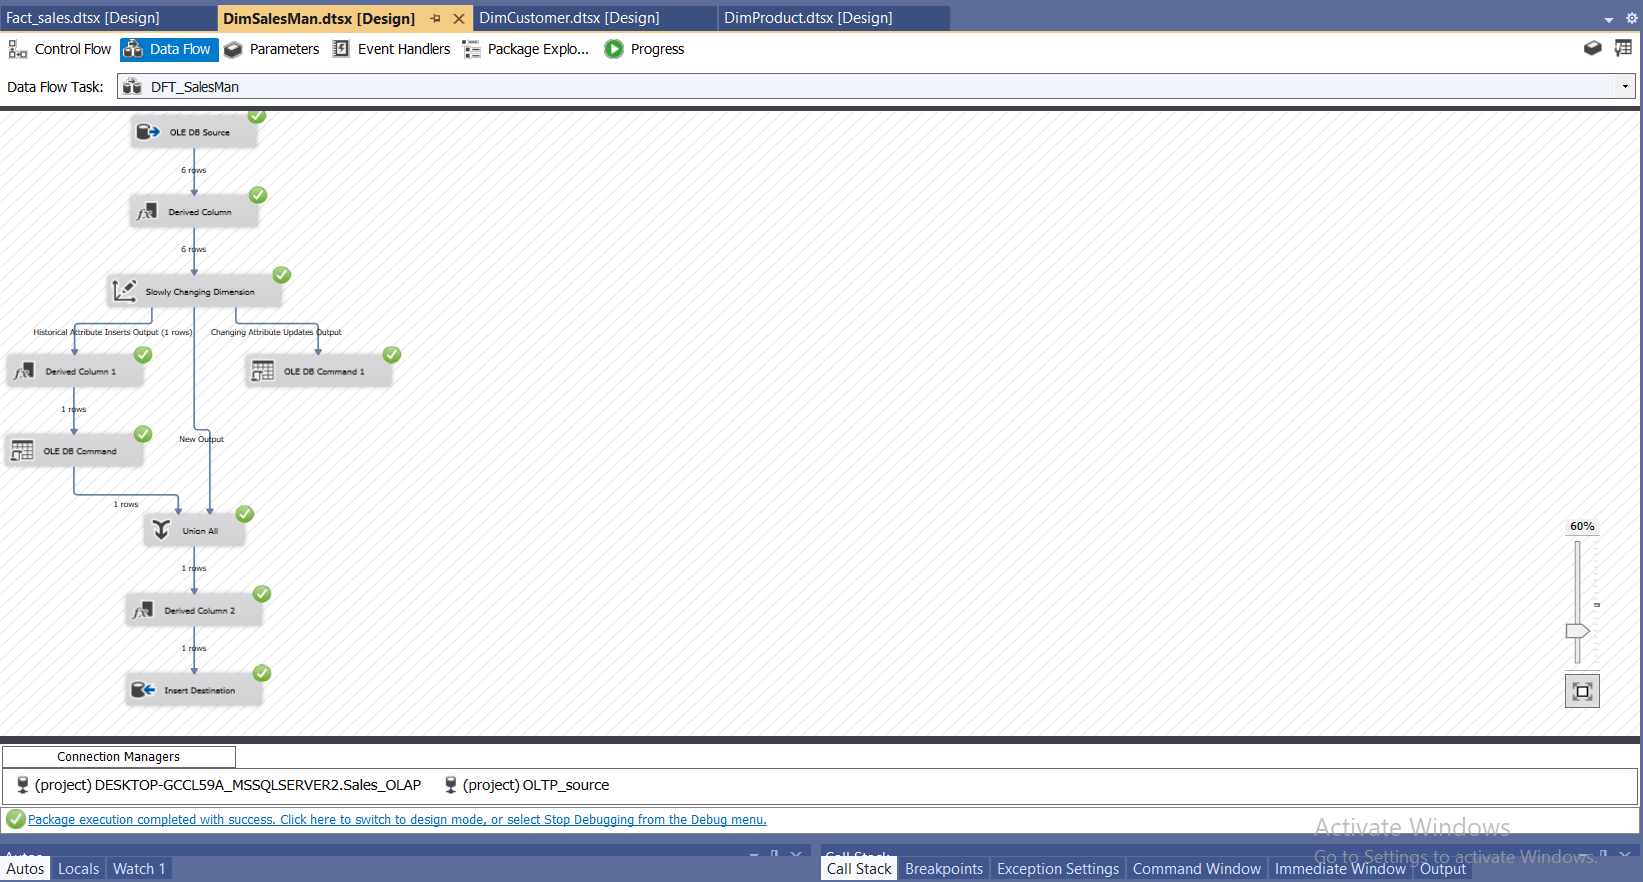 Fact_sales.dtsx [Design] DimSalesMan.dtsx [Design] DimCustomer.dtsx [Design] DimProduct.dtsx [Design]
Control Flow Data Flow Parameters Event Handlers Package Explo... Progress
Data Flow Task: DFT_SalesMan
OLE DB Source
6 rows
Derived Column
6 rows
Slowly Changing Dimension
Historical Attribute Inserts Output (1 rows) Changing Attribute Updates Output
Derived Column 1 OLE DB Command 1
1 rows
New Output
OLE DB Command
1 rows
Union All
60%
1 rows
Derived Column 2
1 rows
Insert Destination
Connection Managers
(project) DESKTOP-GCCL59A_MSSQLSERVER2.Sales_OLAP (project) OLTP_source
Package execution completed with success. Click here to switch to design mode, or select Stop Debugging from the Debug menu.
Activate Windows
Go to Settings to activate Windows.
Autos Call Stack
Autos Locals Watch 1 Call Stack Breakpoints Exception Settings Command Window Immediate Window Output